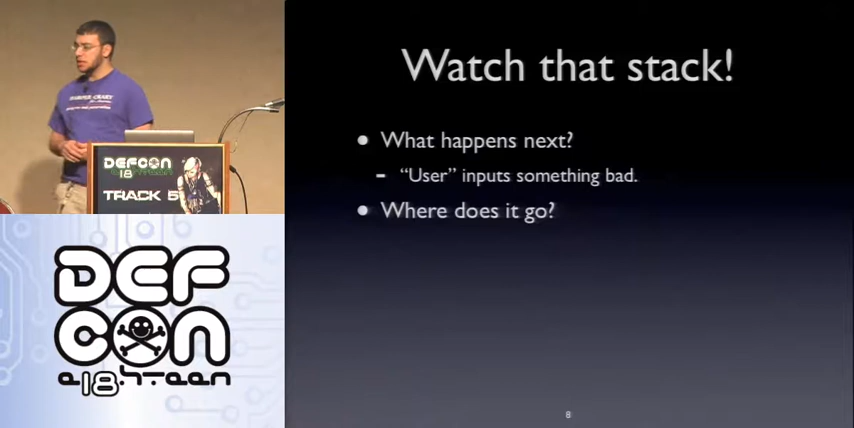 Watch that stack!
• What happens next?
- “User” inputs something bad.
• Where does it go?
8
DEFCON
18
TRACK 5
DEF
CON
e18hteen